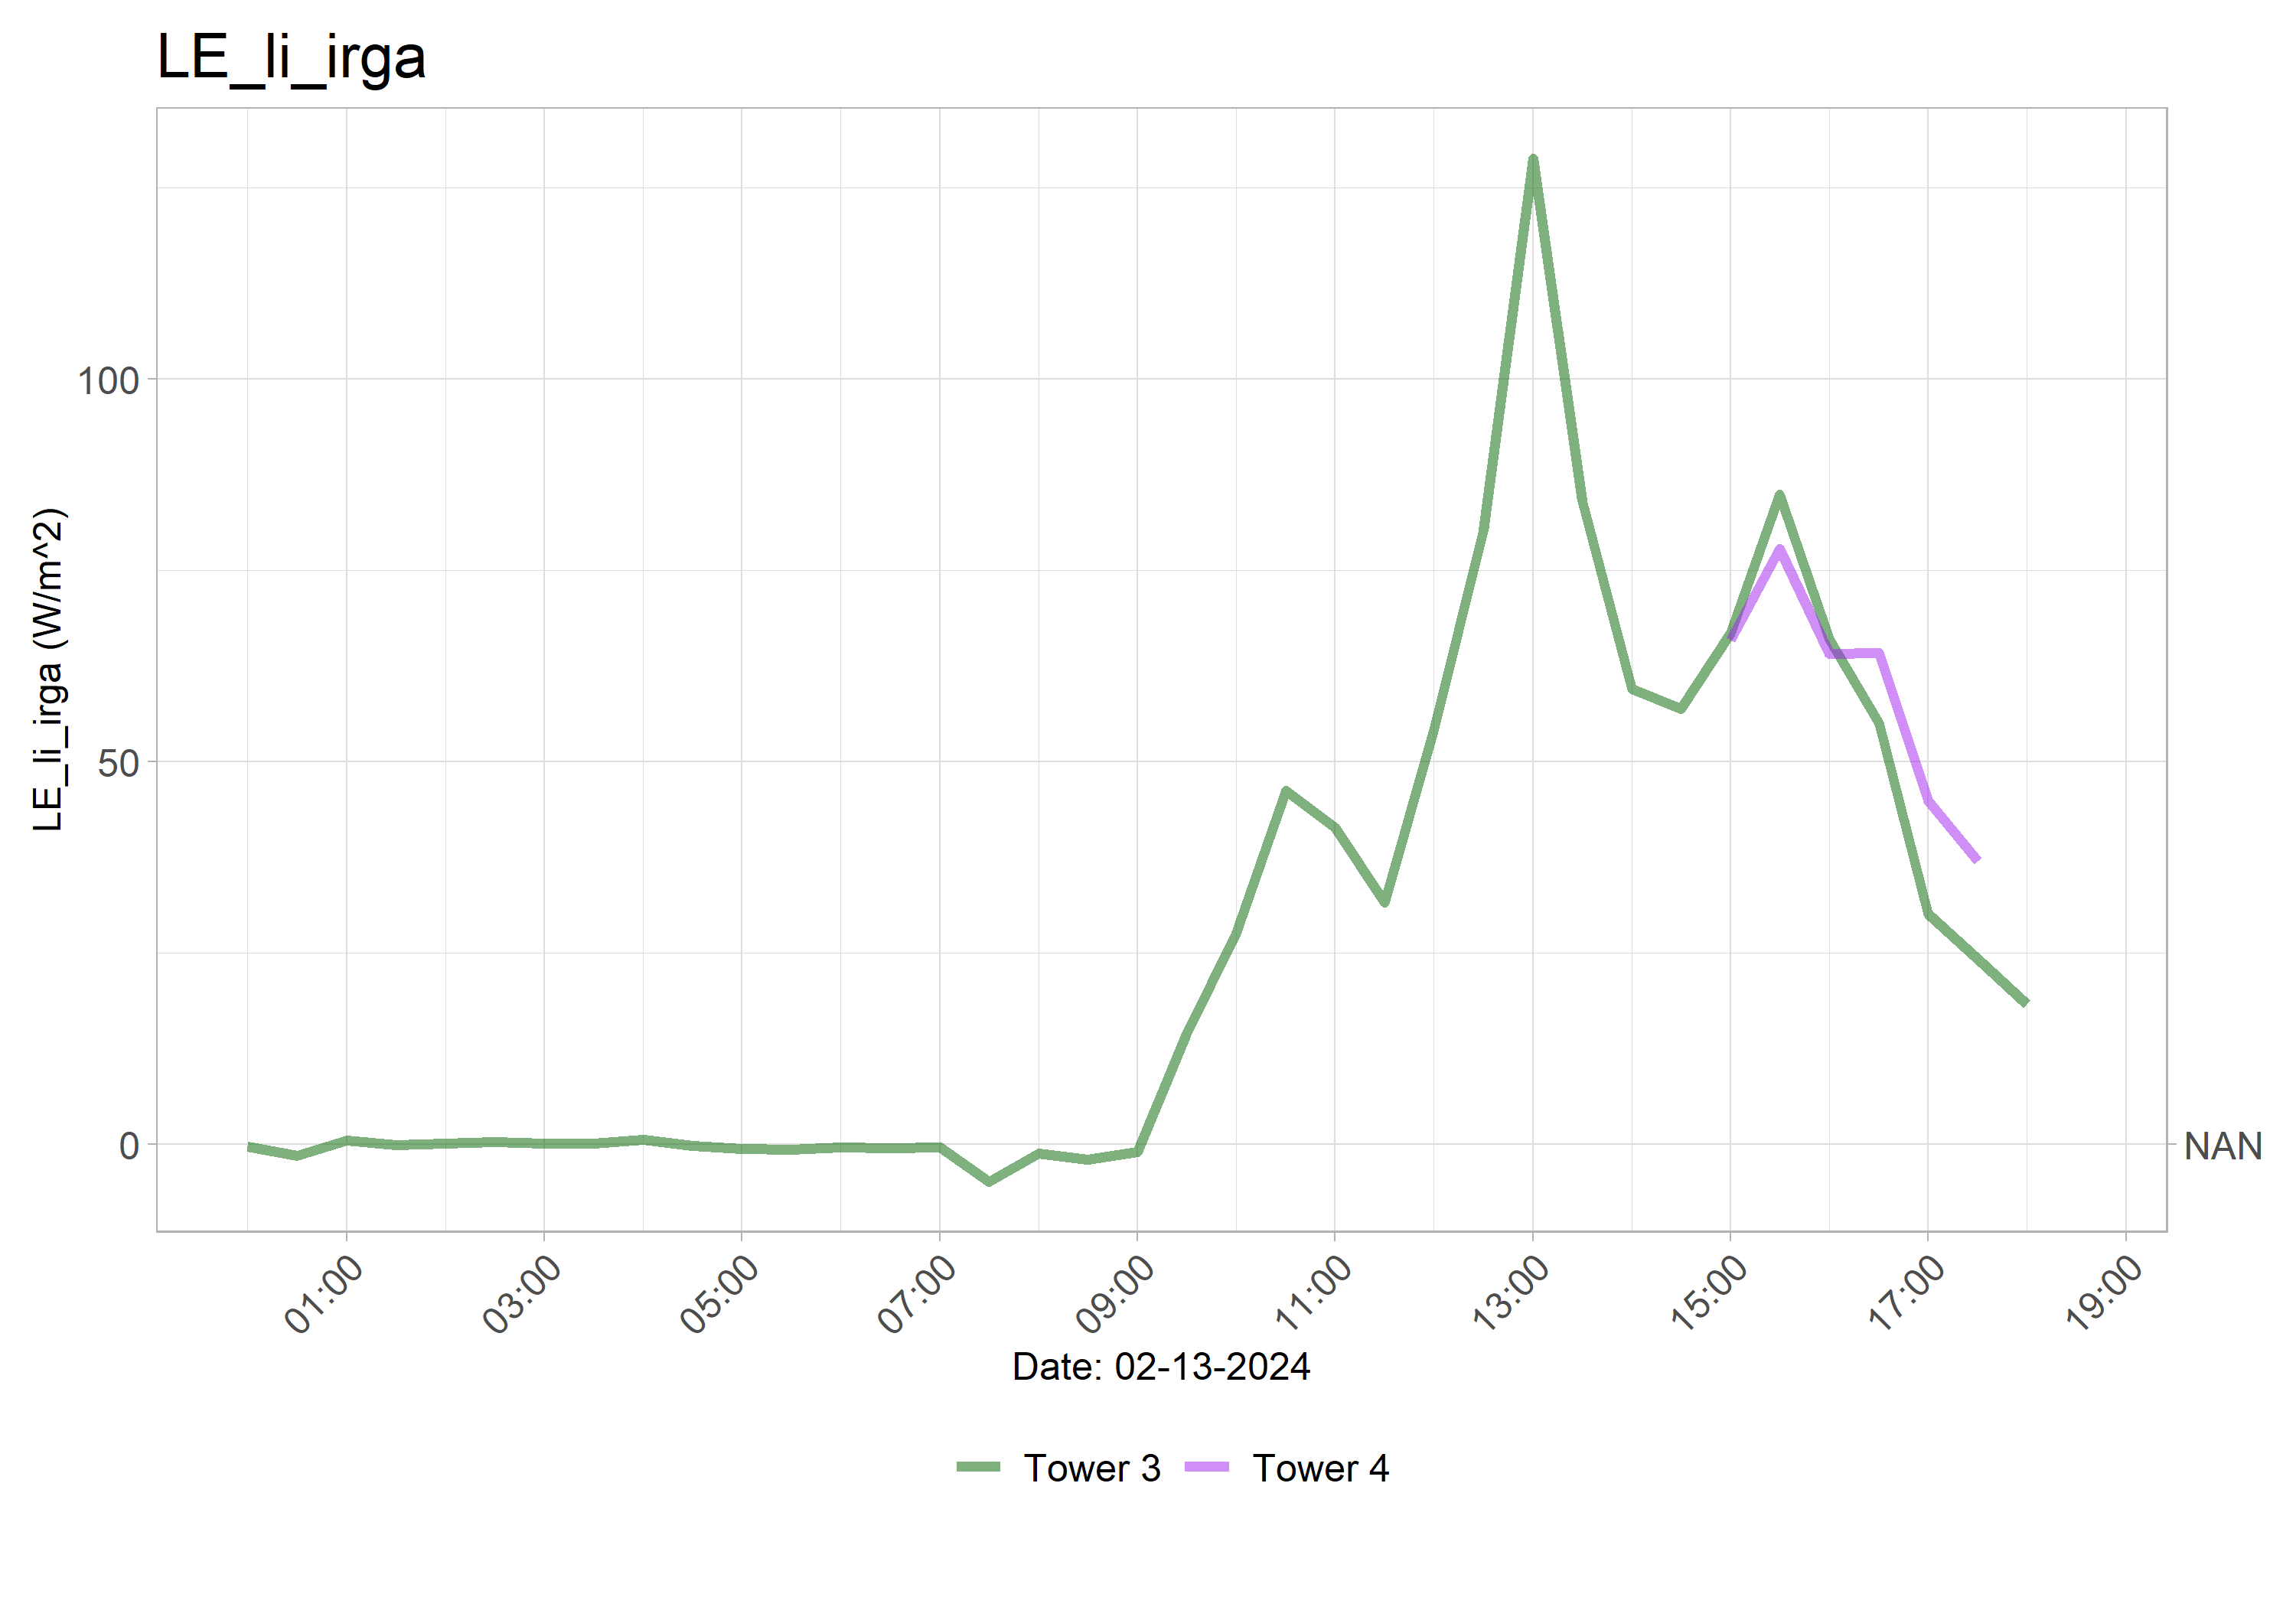 LE_li_irga
LE_li_irga (W/m^2)
100
50
0
NAN
01:00 03:00 05:00 07:00 09:00 11:00 13:00 15:00 17:00 19:00
Date: 02-13-2024
Tower 3 Tower 4